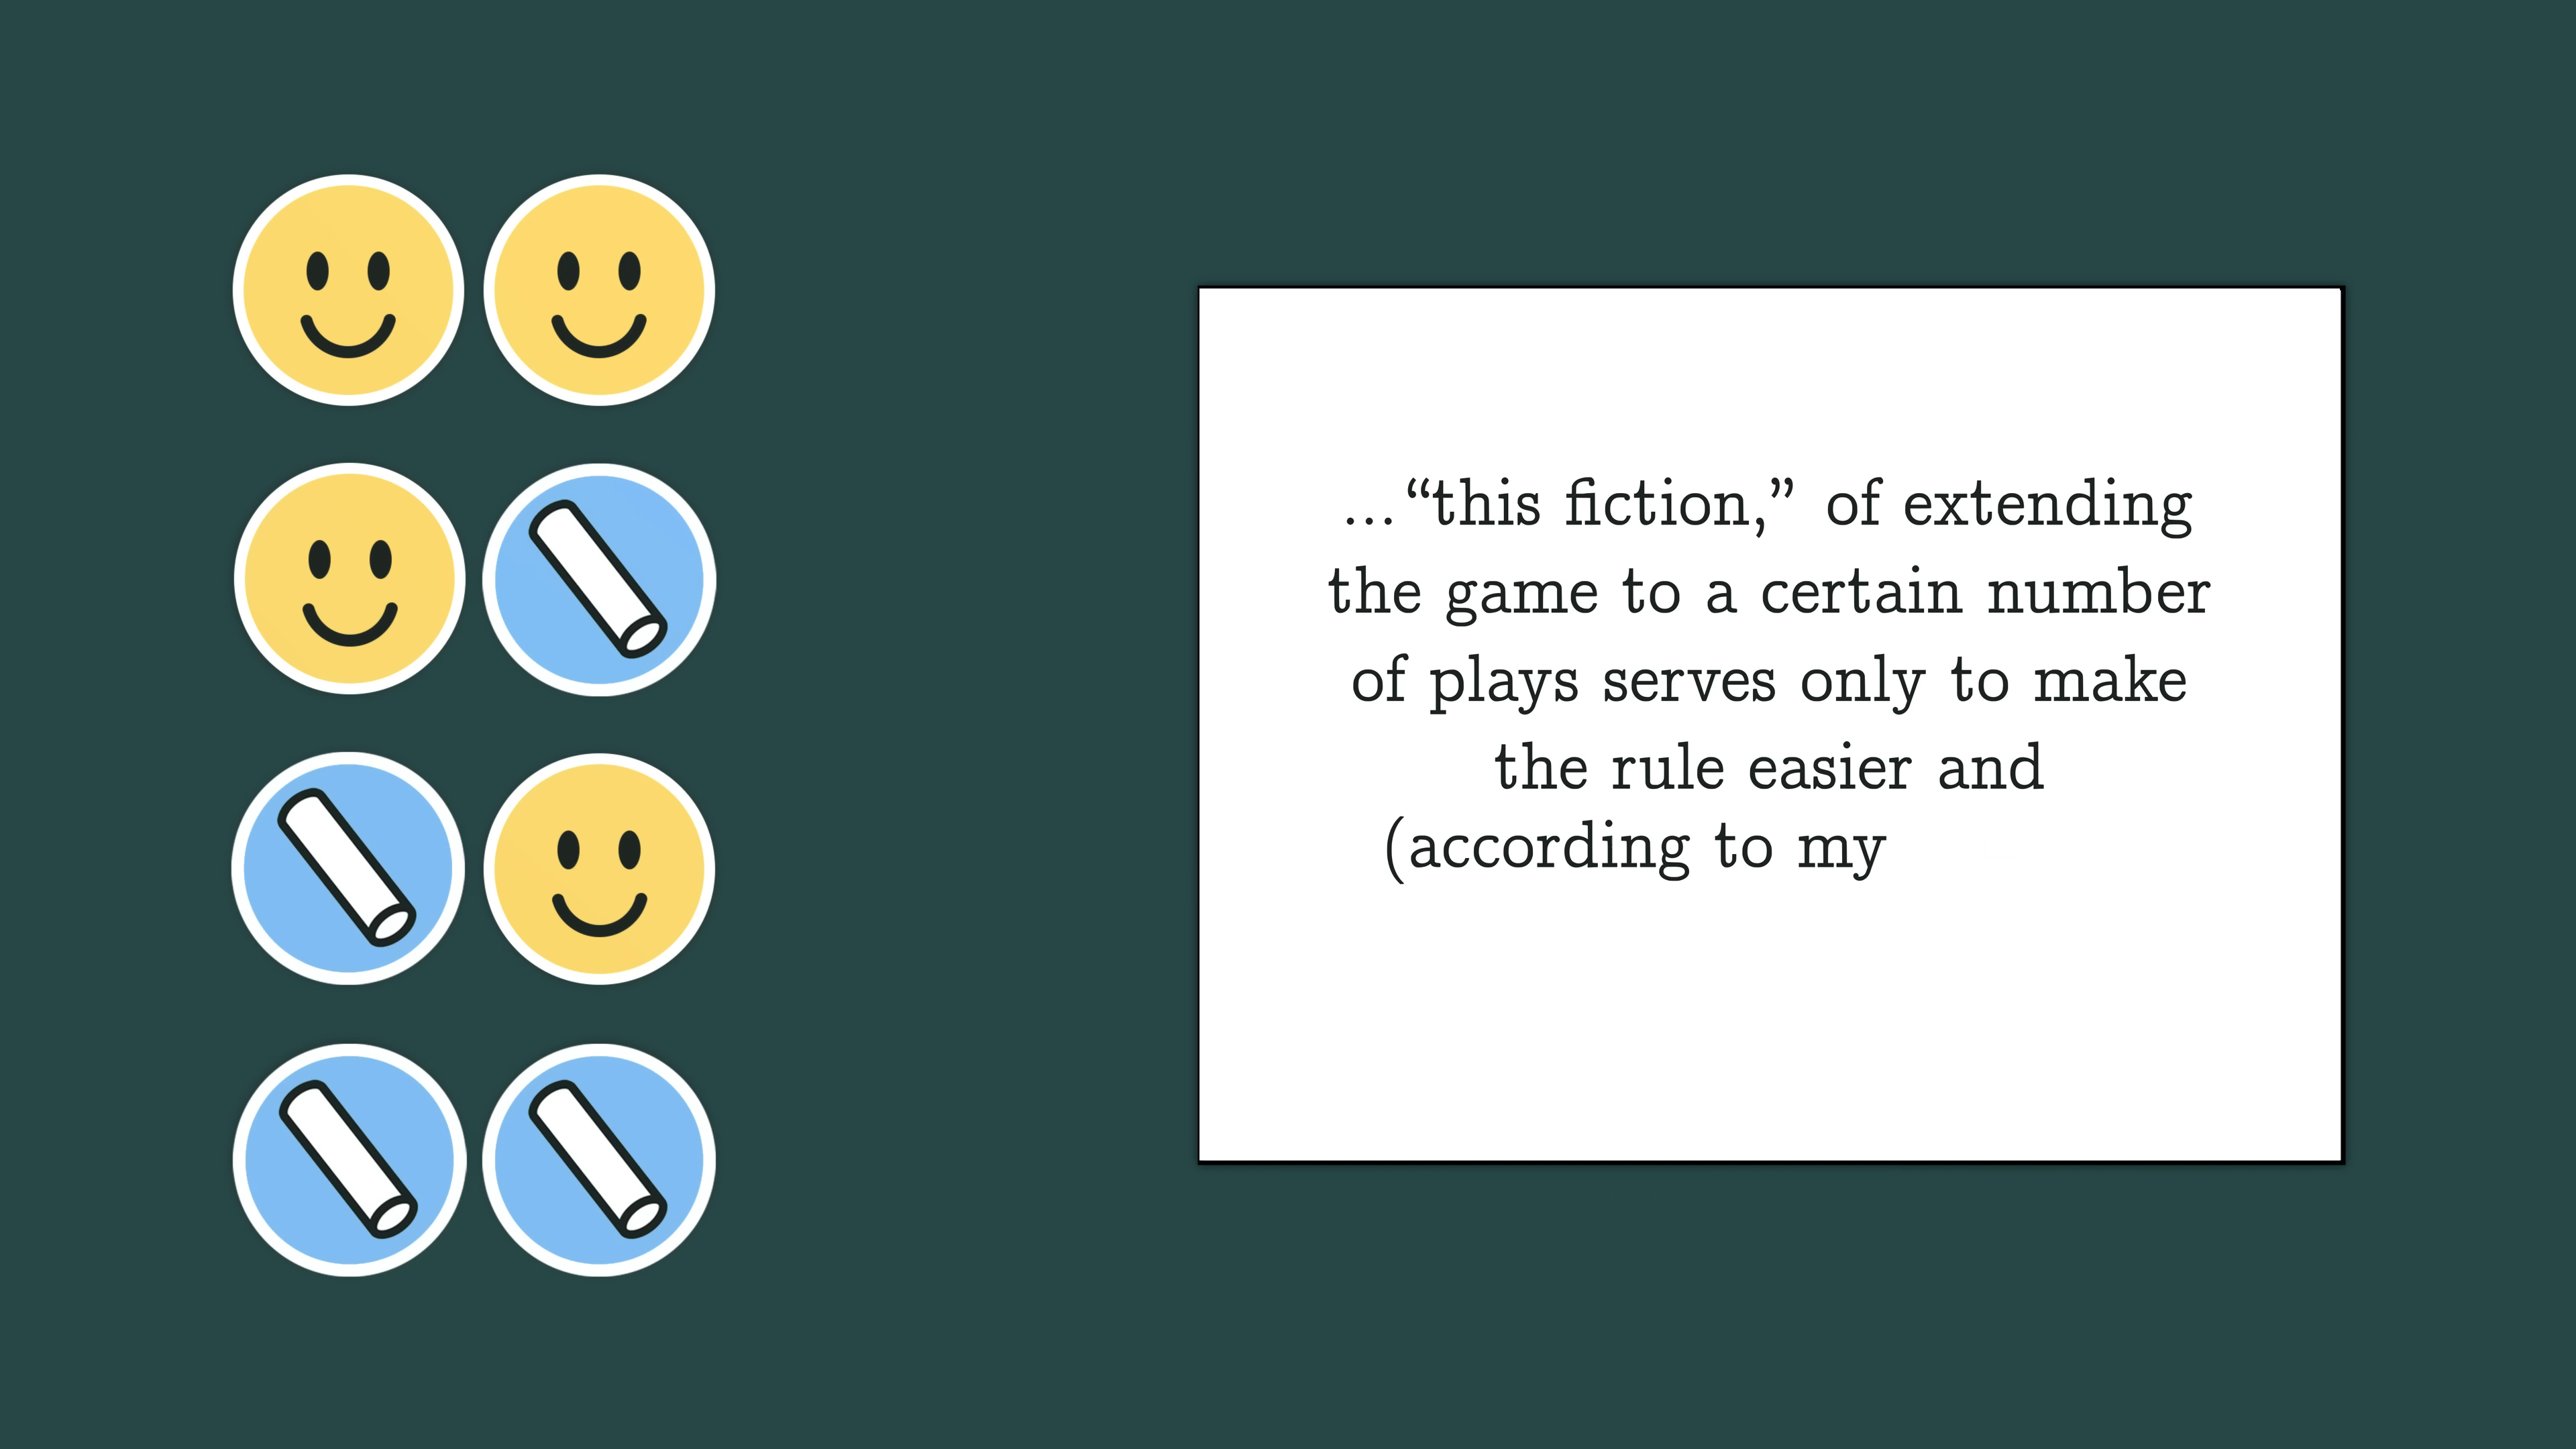 …“this fiction,” of extending
the game to a certain number
of plays serves only to make
the rule easier and
(according to my